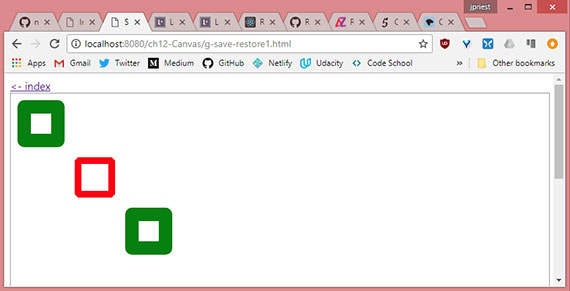 jpriest
n
In
S
L
L
R
R
R
C
C
localhost:8080/ch12-Canvas/g-save-restore1.html
Apps Gmail Twitter Medium GitHub Netlify Udacity Code School » Other bookmarks
<- index